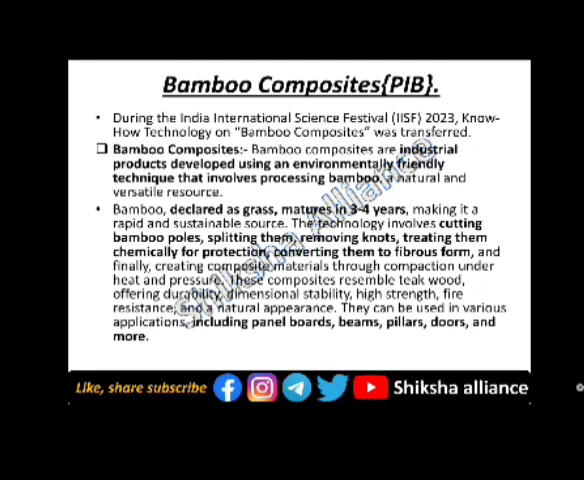 Bamboo Composites{PIB}.
• During the India International Science Festival (IISF) 2023, Know-
How Technology on "Bamboo Composites" was transferred.
❑ Bamboo Composites:- Bamboo composites are industrial
products developed using an environmentally friendly
technique that involves processing bamboo, a natural and
versatile resource.
• Bamboo, declared as grass, matures in 3-4 years, making it a
rapid and sustainable source. The technology involves cutting
bamboo poles, splitting them, removing knots, treating them
chemically for protection, converting them to fibrous form, and
finally, creating composite materials through compaction under
heat and pressure. These composites resemble teak wood,
offering durability, dimensional stability, high strength, fire
resistance, and a natural appearance. They can be used in various
applications, including panel boards, beams, pillars, doors, and
more.
Shiksha Alliance
Like, share subscribe Shiksha alliance